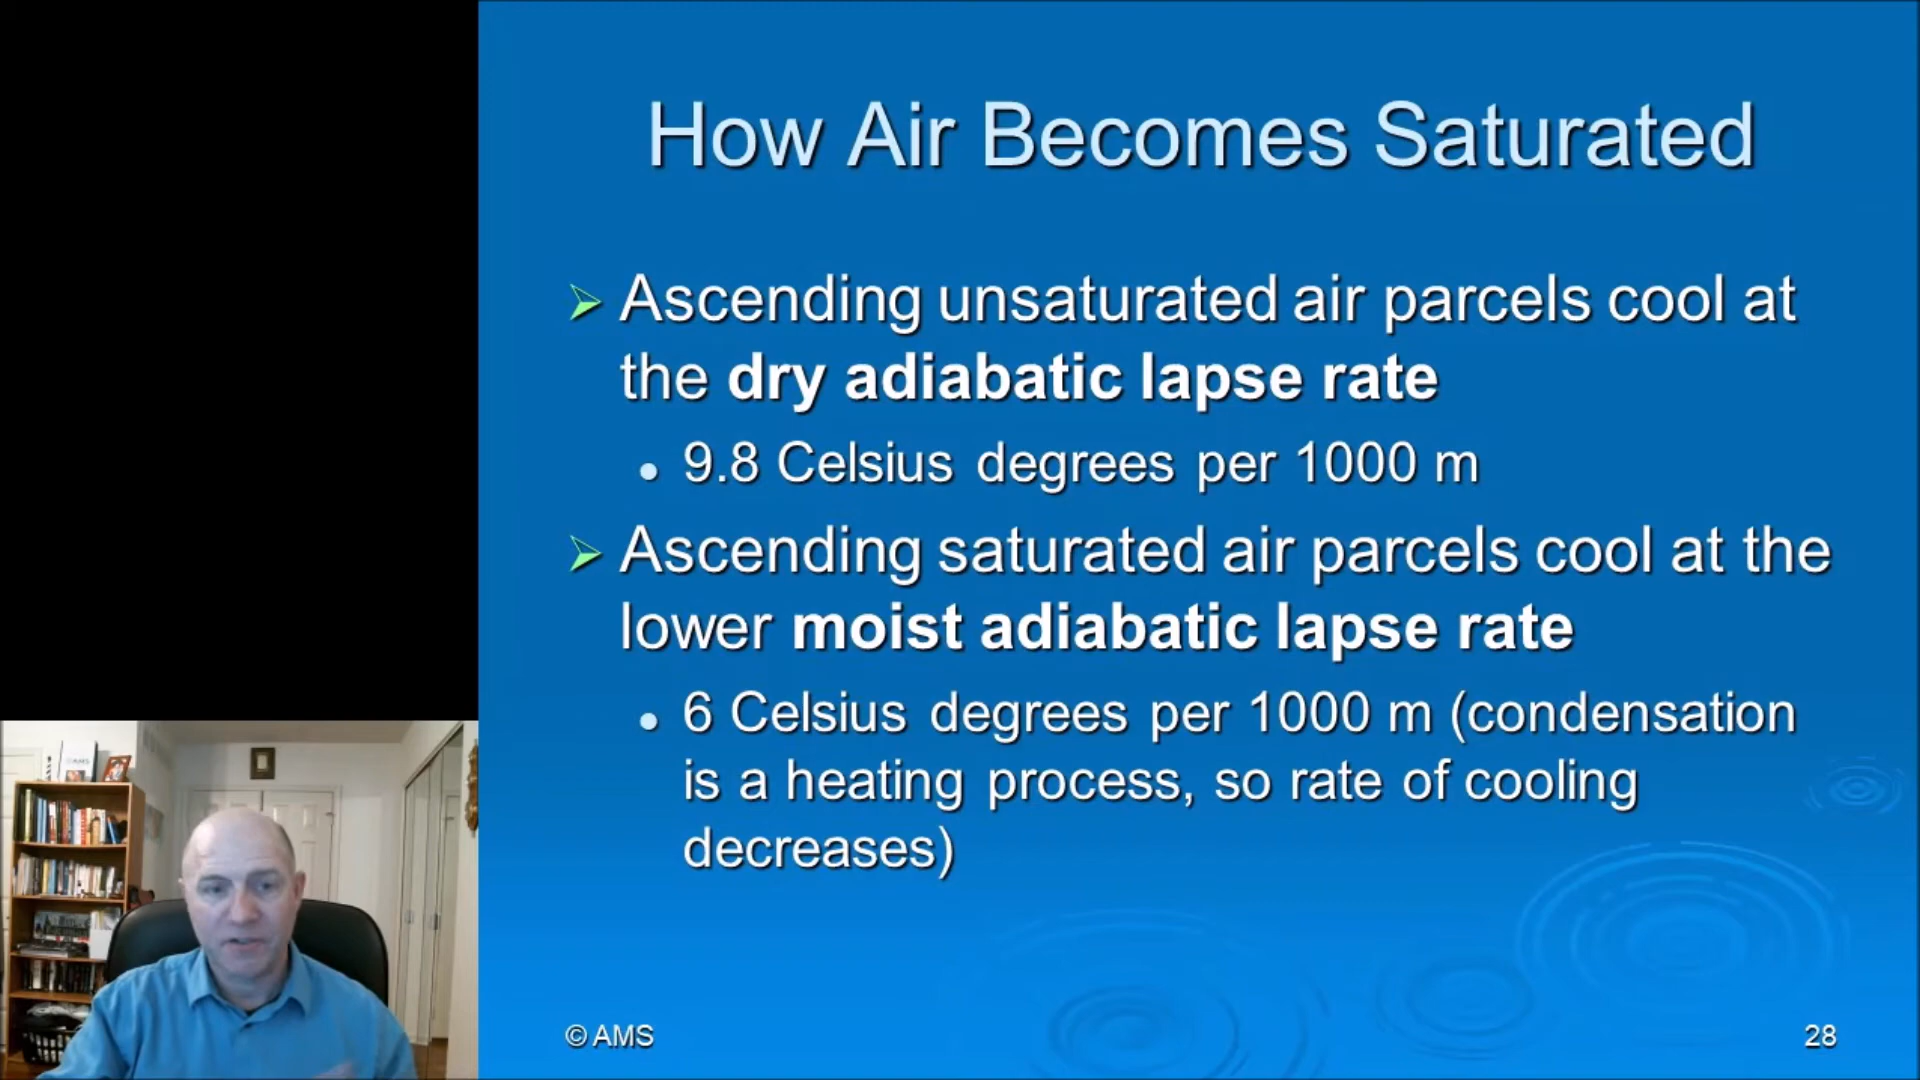 How Air Becomes Saturated
Ascending unsaturated air parcels cool at
the dry adiabatic lapse rate
9.8 Celsius degrees per 1000 m
Ascending saturated air parcels cool at the
lower moist adiabatic lapse rate
6 Celsius degrees per 1000 m (condensation
is a heating process, so rate of cooling
decreases)
© AMS
28